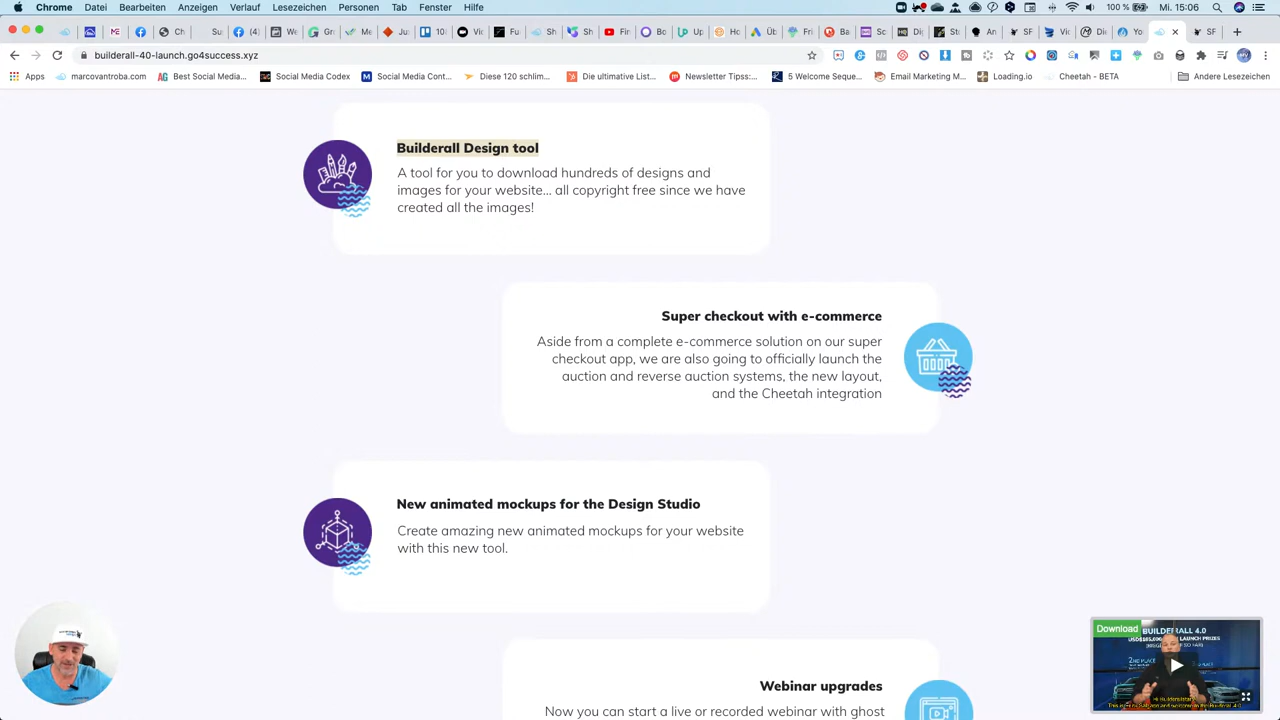 Chrome Datei Bearbeiten Anzeigen Verlauf Lesezeichen Personen Tab Fenster Hilfe 100 % Mi. 15:06
builderall-40-launch.go4success.xyz
Apps marcovantroba.com Best Social Media... Social Media Codex Social Media Cont... Diese 120 schlim... Die ultimative List... Newsletter Tipss:... 5 Welcome Seque... Email Marketing M... Loading.io Cheetah - BETA Andere Lesezeichen
Builderall Design tool
A tool for you to download hundreds of designs and
images for your website... all copyright free since we have
created all the images!
Super checkout with e-commerce
Aside from a complete e-commerce solution on our super
checkout app, we are also going to officially launch the
auction and reverse auction systems, the new layout,
and the Cheetah integration
New animated mockups for the Design Studio
Create amazing new animated mockups for your website
with this new tool.
Download BUILDERALL 4.0
LAUNCH PRIZES
Webinar upgrades
you can start a live or recorded webinar with ghost